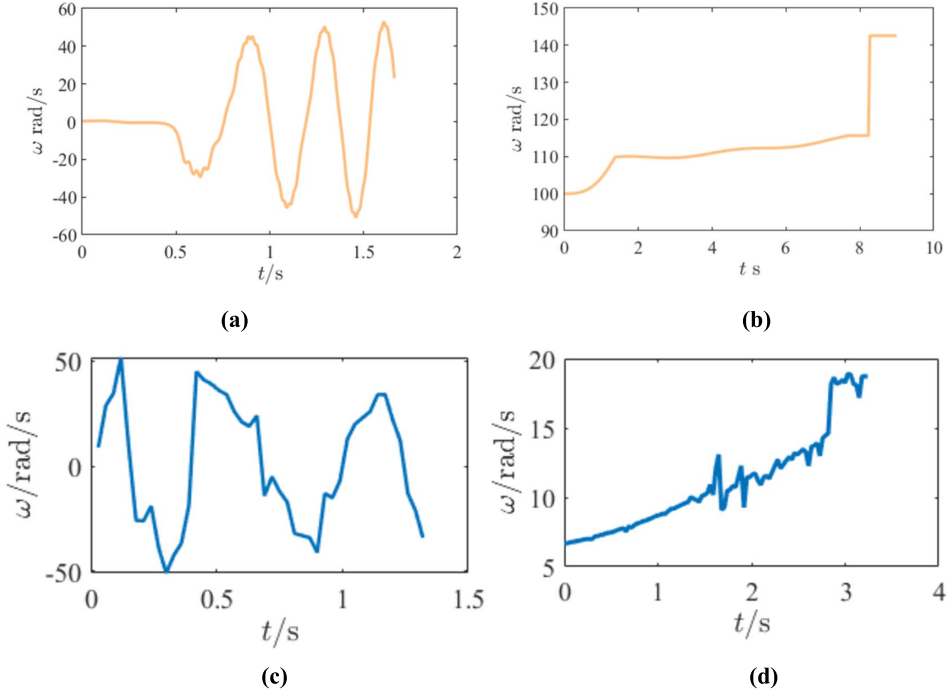 60
40
20
0
-20
-40
-60
ω rad/s
0 0.5 1 1.5 2
t/s
(a)
150
140
130
120
110
100
90
ω rad/s
0 2 4 6 8 10
t s
(b)
50
0
-50
ω/rad/s
0 0.5 1 1.5
t/s
(c)
20
15
10
5
ω/rad/s
0 1 2 3 4
t/s
(d)